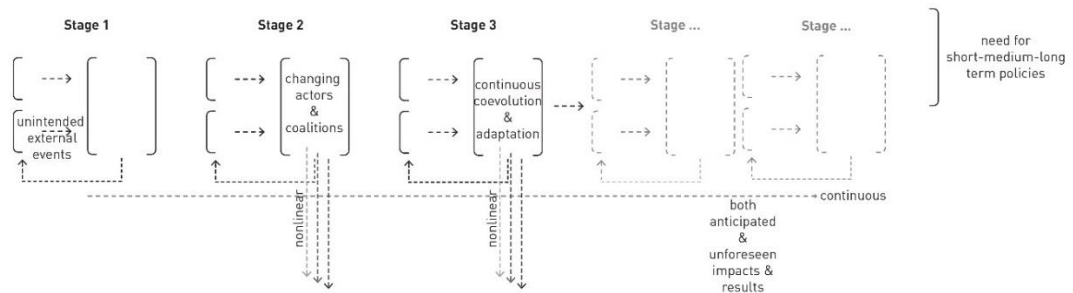 Stage 1
Stage 2
Stage 3
Stage ...
Stage ...
need for
short-medium-long
term policies
unintended
external
events
changing
actors
&
coalitions
continuous
coevolution
&
adaptation
nonlinear
nonlinear
continuous
both
anticipated
&
unforeseen
impacts &
results